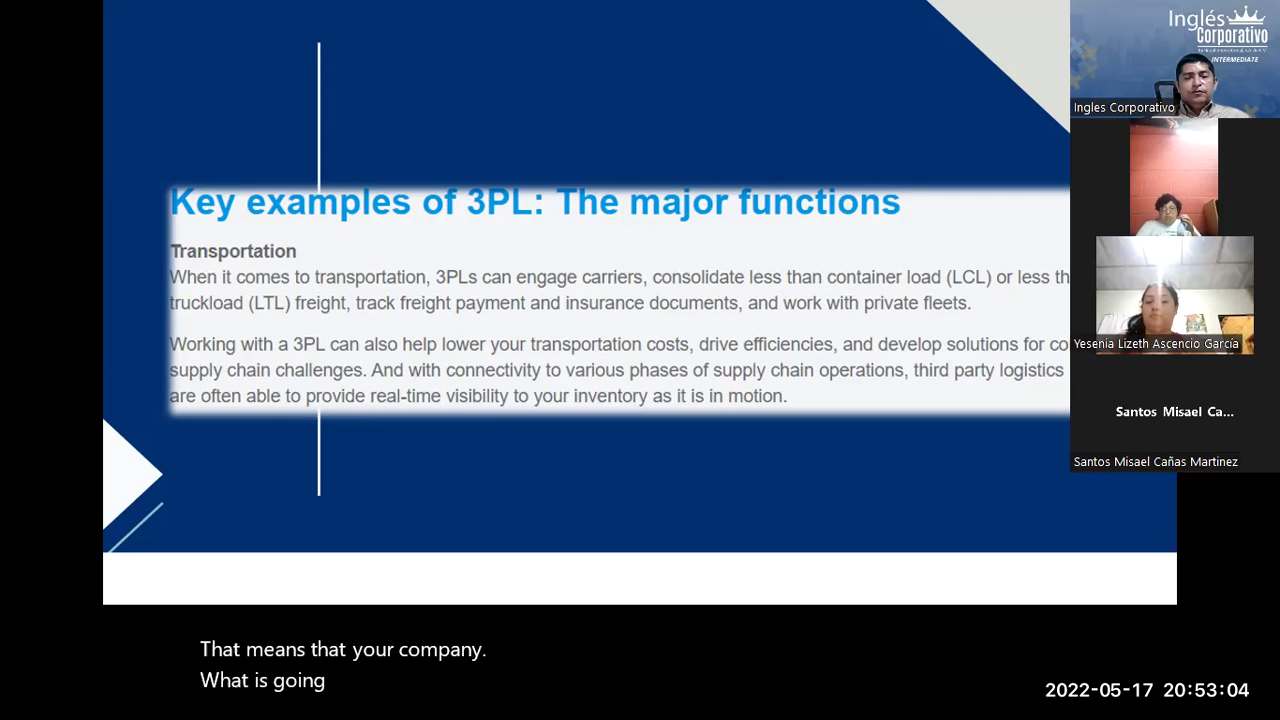 Inglés
Corporativo
INTERMEDIATE
Ingles Corporativo
Key examples of 3PL: The major functions
Transportation
When it comes to transportation, 3PLs can engage carriers, consolidate less than container load (LCL) or less th
truckload (LTL) freight, track freight payment and insurance documents, and work with private fleets.
Working with a 3PL can also help lower your transportation costs, drive efficiencies, and develop solutions for co
supply chain challenges. And with connectivity to various phases of supply chain operations, third party logistics
are often able to provide real-time visibility to your inventory as it is in motion.
Yesenia Lizeth Ascencio García
Santos Misael Ca...
Santos Misael Cañas Martinez
That means that your company.
What is going
2022-05-17 20:53:04